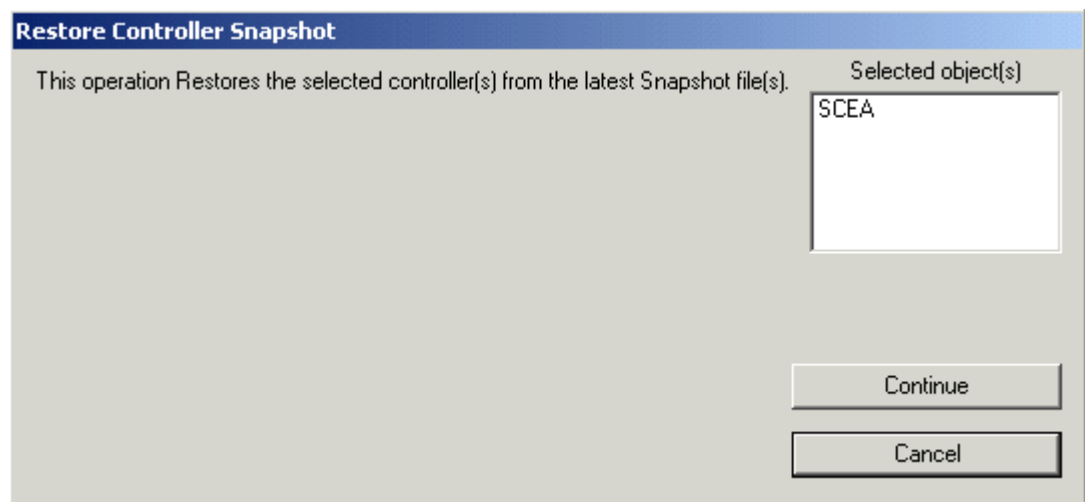 Restore Controller Snapshot
This operation Restores the selected controller(s) from the latest Snapshot file(s).
Selected object(s)
SCEA
Continue
Cancel